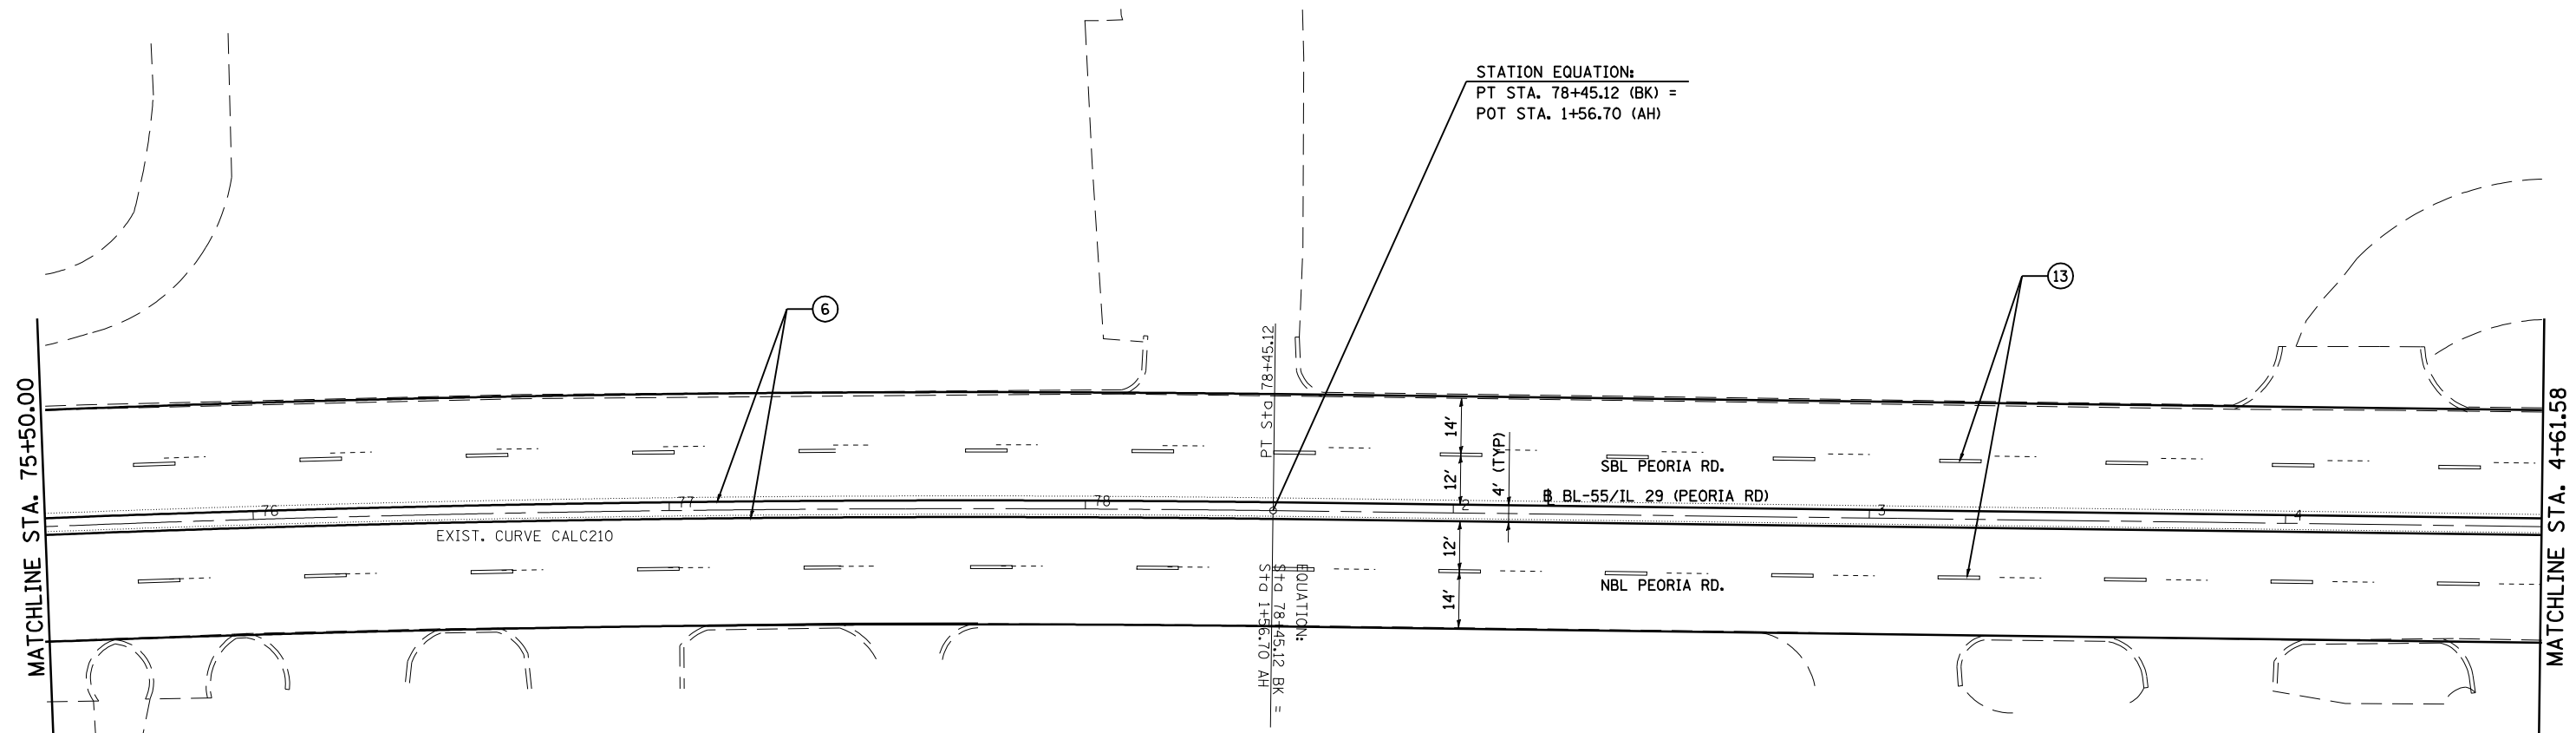 STATION EQUATION:
PT STA. 78+45.12 (BK) =
POT STA. 1+56.70 (AH)
6
13
MATCHLINE STA. 75+50.00
PT Sta 78+45.12
14'
12'
4' (TYP)
SBL PEORIA RD.
BL-55/IL 29 (PEORIA RD)
76
77
78
2
3
4
EXIST. CURVE CALC210
12'
14'
NBL PEORIA RD.
EQUATION:
Sta 78+45.12 BK =
Sta 1+56.70 AH
MATCHLINE STA. 4+61.58